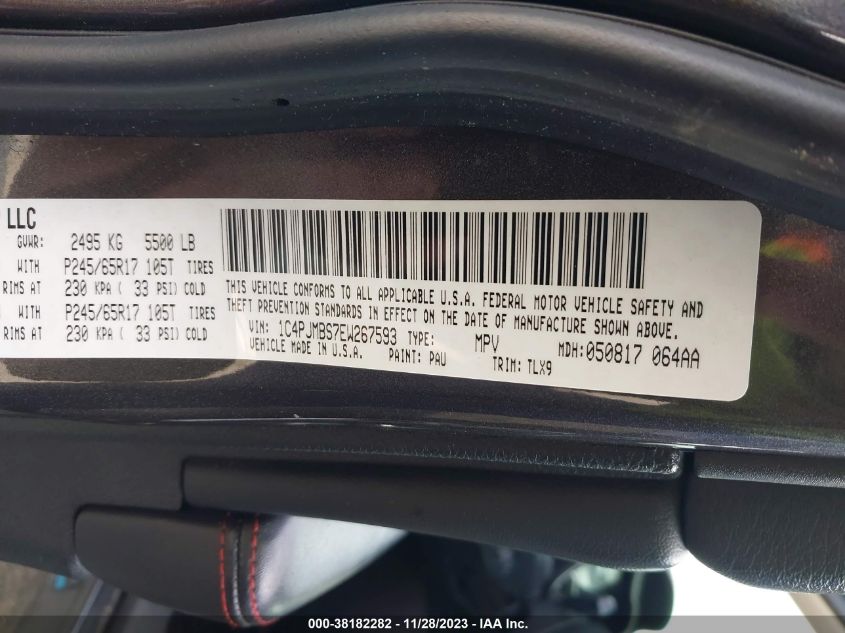 LLC
GVWR: 2495 KG 5500 LB
WITH P245/65R17 105T TIRES
RIMS AT 230 KPA ( 33 PSI) COLD
WITH P245/65R17 105T TIRES
RIMS AT 230 KPA ( 33 PSI) COLD
THIS VEHICLE CONFORMS TO ALL APPLICABLE U.S.A. FEDERAL MOTOR VEHICLE SAFETY AND
THEFT PREVENTION STANDARDS IN EFFECT ON THE DATE OF MANUFACTURE SHOWN ABOVE.
VIN: 1C4PJMBS7EW267593 TYPE: MPV MDH:050817 064AA
VEHICLE MADE IN U.S.A. PAINT: PAU TRIM: TLX9
000-38182282 - 11/28/2023 - IAA Inc.